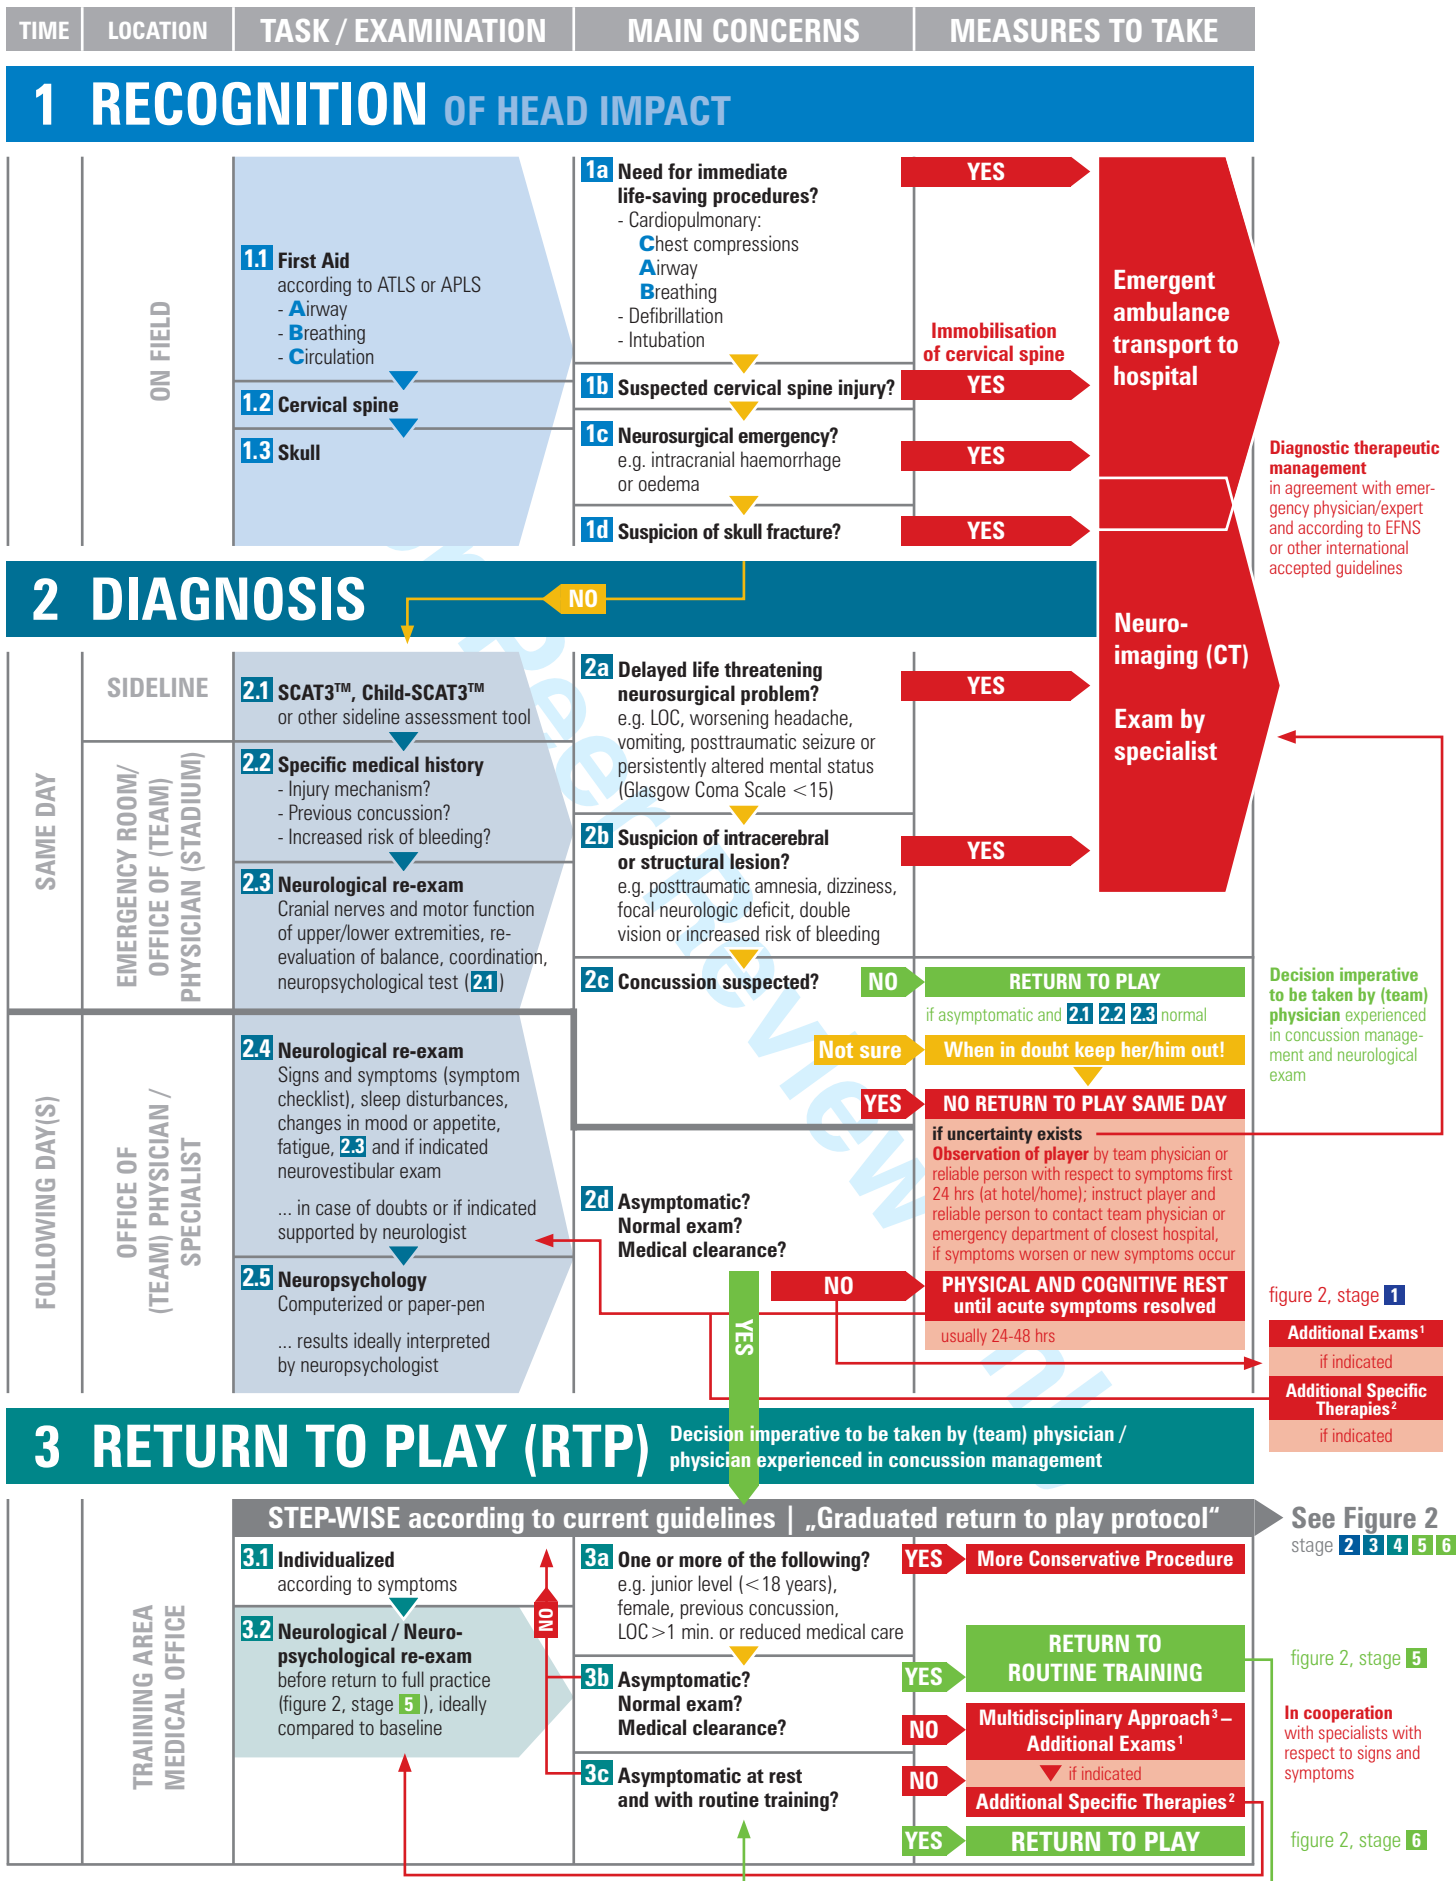 TIME
LOCATION
TASK / EXAMINATION
MAIN CONCERNS
MEASURES TO TAKE
1 RECOGNITION OF HEAD IMPACT
ON FIELD
1.1 First Aid
according to ATLS or APLS
- Airway
- Breathing
- Circulation
1.2 Cervical spine
1.3 Skull
1a Need for immediate
life-saving procedures?
- Cardiopulmonary:
Chest compressions
Airway
Breathing
- Defibrillation
- Intubation
1b Suspected cervical spine injury?
1c Neurosurgical emergency?
e.g. intracranial haemorrhage
or oedema
1d Suspicion of skull fracture?
YES
Immobilisation
of cervical spine
YES
YES
YES
Emergent
ambulance
transport to
hospital
Diagnostic therapeutic
management
in agreement with emer-
gency physician/expert
and according to EFNS
or other international
accepted guidelines
2 DIAGNOSIS
NO
SAME DAY
SIDELINE
EMERGENCY ROOM/
OFFICE OF (TEAM)
PHYSICIAN (STADIUM)
2.1 SCAT3™, Child-SCAT3™
or other sideline assessment tool
2.2 Specific medical history
- Injury mechanism?
- Previous concussion?
- Increased risk of bleeding?
2.3 Neurological re-exam
Cranial nerves and motor function
of upper/lower extremities, re-
evaluation of balance, coordination,
neuropsychological test (2.1)
2a Delayed life threatening
neurosurgical problem?
e.g. LOC, worsening headache,
vomiting, posttraumatic seizure or
persistently altered mental status
(Glasgow Coma Scale <15)
2b Suspicion of intracerebral
or structural lesion?
e.g. posttraumatic amnesia, dizziness,
focal neurologic deficit, double
vision or increased risk of bleeding
2c Concussion suspected?
YES
YES
Neuro-
imaging (CT)
Exam by
specialist
NO
RETURN TO PLAY
if asymptomatic and 2.1 2.2 2.3 normal
Not sure
When in doubt keep her/him out!
YES
NO RETURN TO PLAY SAME DAY
if uncertainty exists
Observation of player by team physician or
reliable person with respect to symptoms first
24 hrs (at hotel/home); instruct player and
reliable person to contact team physician or
emergency department of closest hospital,
if symptoms worsen or new symptoms occur
Decision imperative
to be taken by (team)
physician experienced
in concussion manage-
ment and neurological
exam
FOLLOWING DAY(S)
OFFICE OF
(TEAM) PHYSICIAN /
SPECIALIST
2.4 Neurological re-exam
Signs and symptoms (symptom
checklist), sleep disturbances,
changes in mood or appetite,
fatigue, 2.3 and if indicated
neurovestibular exam
... in case of doubts or if indicated
supported by neurologist
2.5 Neuropsychology
Computerized or paper-pen
... results ideally interpreted
by neuropsychologist
2d Asymptomatic?
Normal exam?
Medical clearance?
YES
NO
PHYSICAL AND COGNITIVE REST
until acute symptoms resolved
usually 24-48 hrs
figure 2, stage 1
Additional Exams1
if indicated
Additional Specific
Therapies2
if indicated
3 RETURN TO PLAY (RTP)
Decision imperative to be taken by (team) physician /
physician experienced in concussion management
STEP-WISE according to current guidelines | „Graduated return to play protocol“
See Figure 2
stage 2 3 4 5 6
TRAIINING AREA
MEDICAL OFFICE
3.1 Individualized
according to symptoms
3.2 Neurological / Neuro-
psychological re-exam
before return to full practice
(figure 2, stage 5), ideally
compared to baseline
NO
3a One or more of the following?
e.g. junior level (<18 years),
female, previous concussion,
LOC >1 min. or reduced medical care
3b Asymptomatic?
Normal exam?
Medical clearance?
3c Asymptomatic at rest
and with routine training?
YES
More Conservative Procedure
YES
RETURN TO
ROUTINE TRAINING
figure 2, stage 5
NO
Multidisciplinary Approach3 –
Additional Exams1
NO
if indicated
Additional Specific Therapies2
In cooperation
with specialists with
respect to signs and
symptoms
YES
RETURN TO PLAY
figure 2, stage 6